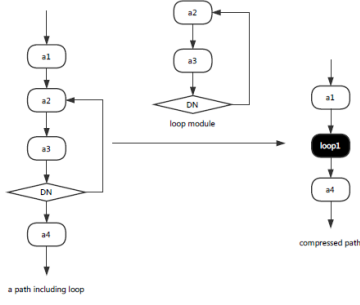 a1
a2
a3
DN
a4
a path including loop
a2
a3
DN
loop module
a1
loop1
a4
compressed path